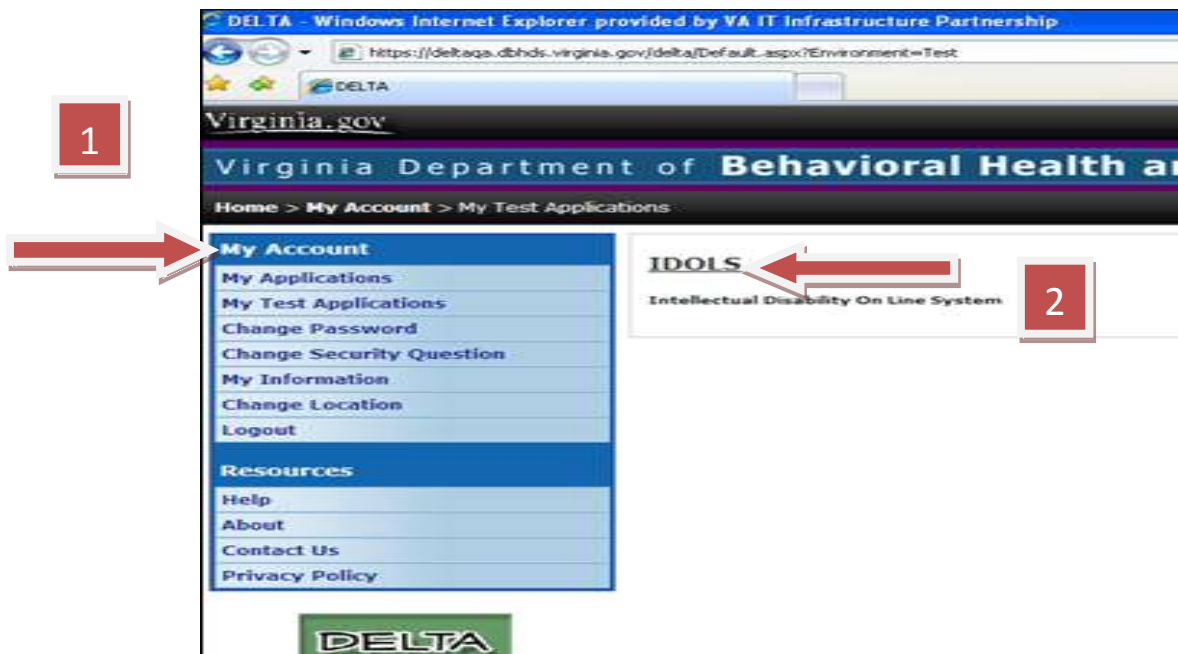 DELTA - Windows Internet Explorer provided by VA IT Infrastructure Partnership
https://deltaqa.dbhds.virginia.gov/delta/Default.aspx?Environment=Test
DELTA
Virginia.gov
1
Virginia Department of Behavioral Health a
Home > My Account > My Test Applications
My Account
My Applications
My Test Applications
Change Password
Change Security Question
My Information
Change Location
Logout
Resources
Help
About
Contact Us
Privacy Policy
IDOLS
Intellectual Disability On Line System
2
DELTA